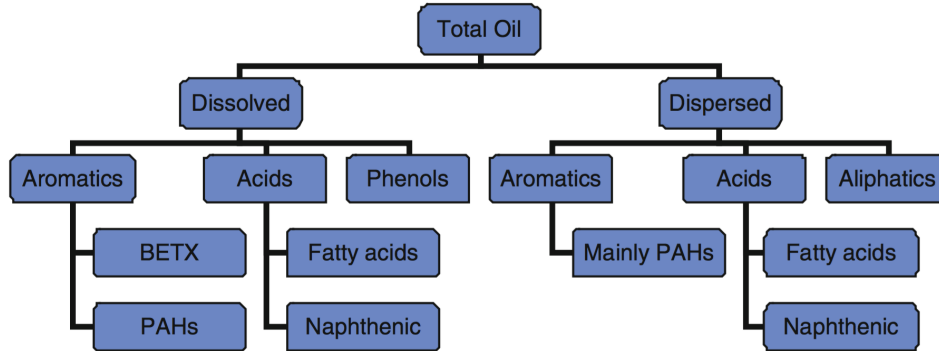 Total Oil
Dissolved
Dispersed
Aromatics
Acids
Phenols
Aromatics
Acids
Aliphatics
BETX
Fatty acids
Mainly PAHs
Fatty acids
PAHs
Naphthenic
Naphthenic